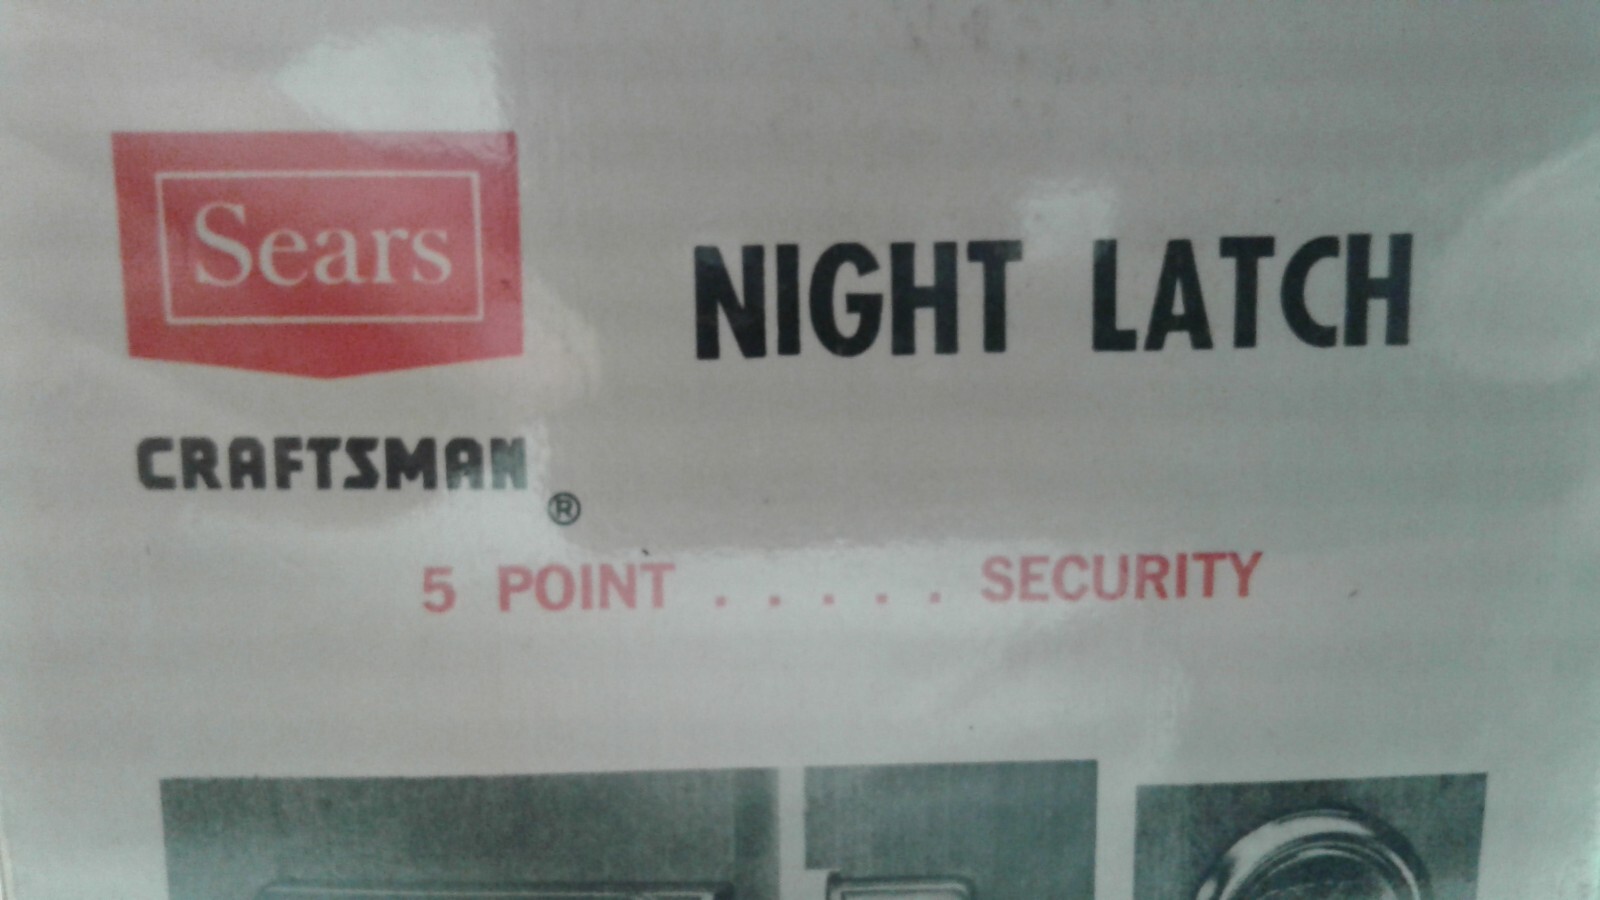 Sears
NIGHT LATCH
CRAFTSMAN ®
5 POINT . . . . . SECURITY